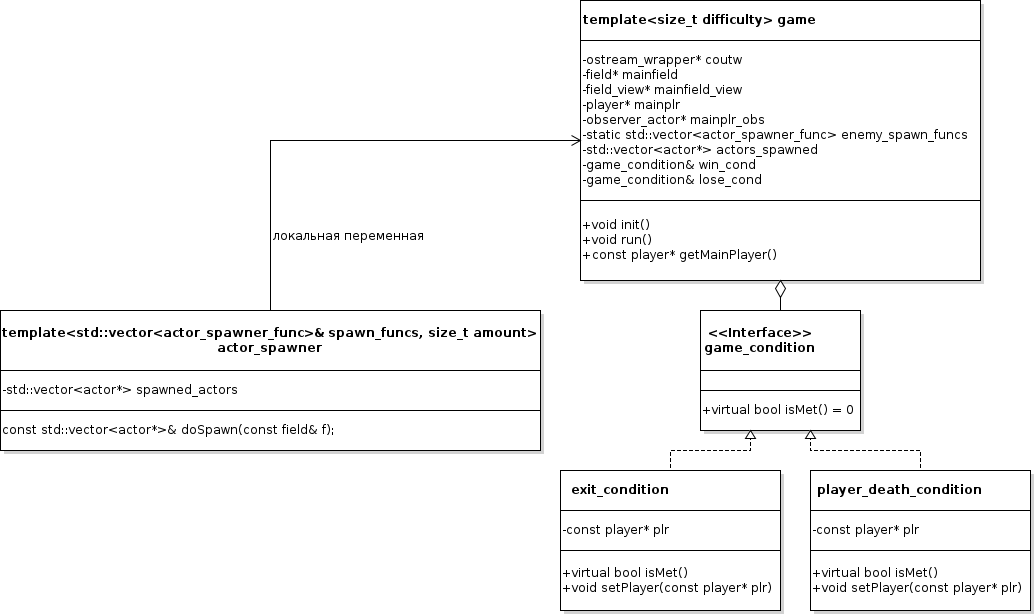 template<size_t difficulty> game
-ostream_wrapper* coutw
-field* mainfield
-field_view* mainfield_view
-player* mainplr
-observer_actor* mainplr_obs
-static std::vector<actor_spawner_func> enemy_spawn_funcs
-std::vector<actor*> actors_spawned
-game_condition& win_cond
-game_condition& lose_cond
+void init()
+void run()
+const player* getMainPlayer()
локальная переменная
template<std::vector<actor_spawner_func>& spawn_funcs, size_t amount>
actor_spawner
-std::vector<actor*> spawned_actors
const std::vector<actor*>& doSpawn(const field& f);
<<Interface>>
game_condition
+virtual bool isMet() = 0
exit_condition
-const player* plr
+virtual bool isMet()
+void setPlayer(const player* plr)
player_death_condition
-const player* plr
+virtual bool isMet()
+void setPlayer(const player* plr)